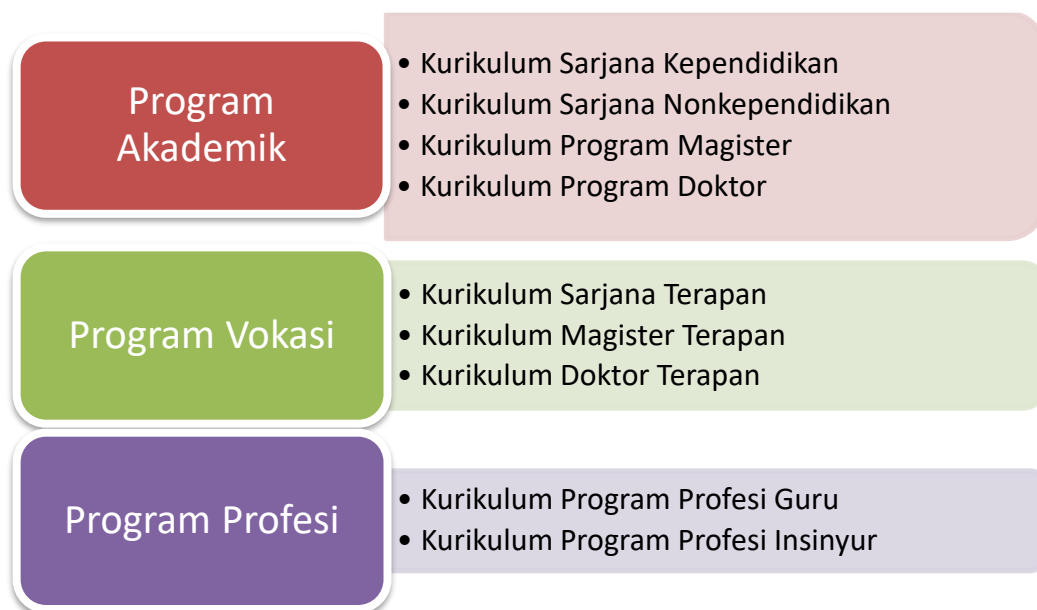 Program
Akademik
• Kurikulum Sarjana Kependidikan
• Kurikulum Sarjana Nonkependidikan
• Kurikulum Program Magister
• Kurikulum Program Doktor
Program Vokasi
• Kurikulum Sarjana Terapan
• Kurikulum Magister Terapan
• Kurikulum Doktor Terapan
Program Profesi
• Kurikulum Program Profesi Guru
• Kurikulum Program Profesi Insinyur